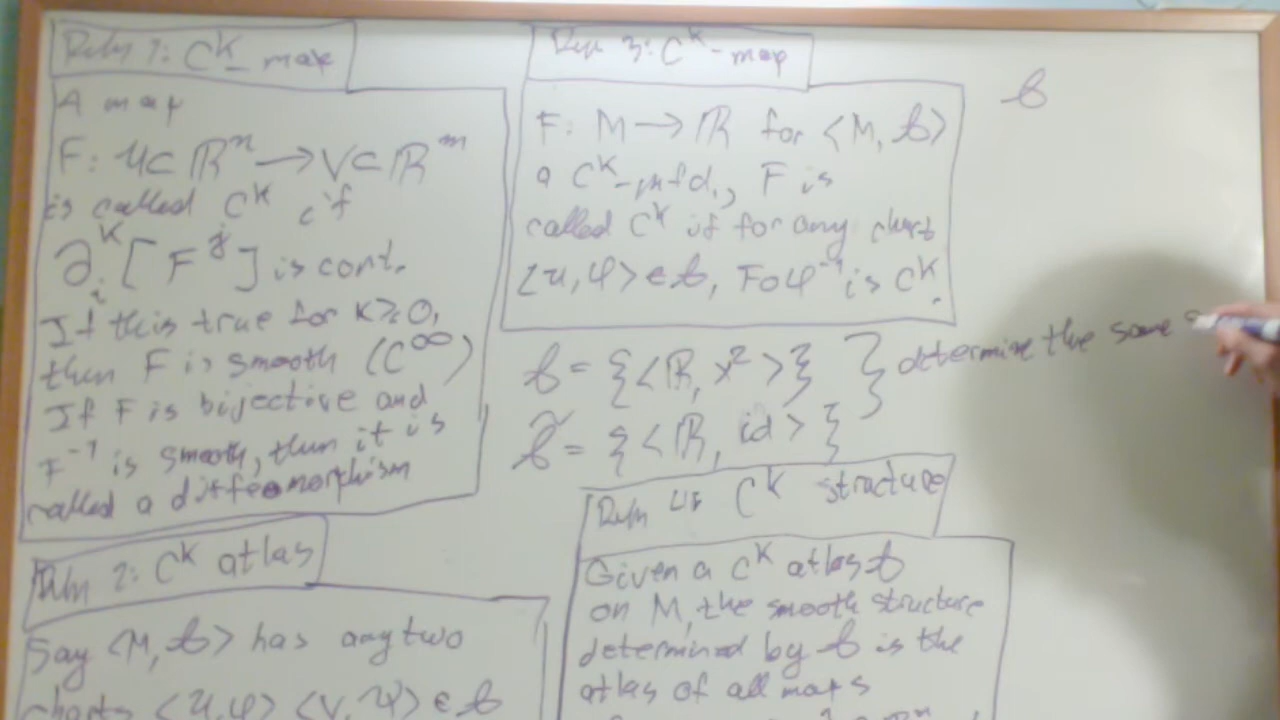 Defn 1: C^K-map
A map
F: U⊂ℝ^n → V⊂ℝ^m
is called C^K if
∂_i^K [F^j] is cont.
If this true for K≥0,
then F is smooth (C^∞)
If F is bijective and
F^-1 is smooth, then it is
called a diffeomorphism
Defn 2: C^K atlas
Say <M, 𝒜> has any two
charts <U,φ> <V,ψ> ∈ 𝒜
Defn 3: C^K-map
F: M → ℝ for <M, 𝒜>
a C^K-mfd., F is
called C^K if for any chart
<U,φ> ∈ 𝒜, F∘φ^-1 is C^K.
𝒜 = {<ℝ, x^2>} } determine the same
𝒜̃ = {<ℝ, id>}
Defn 4: C^K structure
Given a C^K atlas 𝒜
on M, the smooth structure
determined by 𝒜 is the
atlas of all maps
𝒜